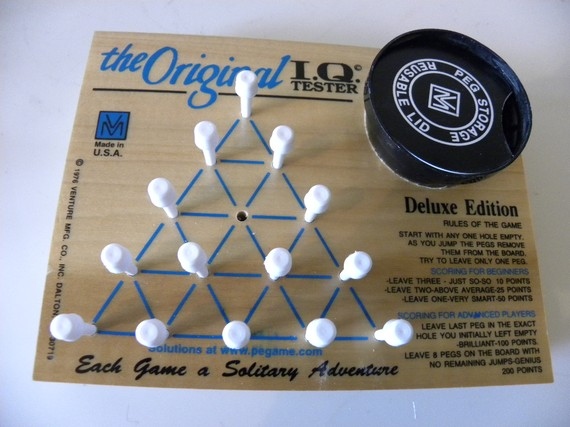 the Original I.Q.©
TESTER
Made in
U.S.A.
© 1976 VENTURE MFG. CO., INC. DALTON
30719
PEG STORAGE
REUSABLE LID
Deluxe Edition
RULES OF THE GAME
START WITH ANY ONE HOLE EMPTY.
AS YOU JUMP THE PEGS REMOVE
THEM FROM THE BOARD.
TRY TO LEAVE ONLY ONE PEG.
SCORING FOR BEGINNERS
-LEAVE THREE - JUST SO-SO 10 POINTS
-LEAVE TWO-ABOVE AVERAGE-25 POINTS
-LEAVE ONE-VERY SMART-50 POINTS
SCORING FOR ADVANCED PLAYERS
LEAVE LAST PEG IN THE EXACT
HOLE YOU INITIALLY LEFT EMPTY
-BRILLIANT-100 POINTS.
LEAVE 8 PEGS ON THE BOARD WITH
NO REMAINING JUMPS-GENIUS
200 POINTS
Solutions at www.pegame.com
Each Game a Solitary Adventure